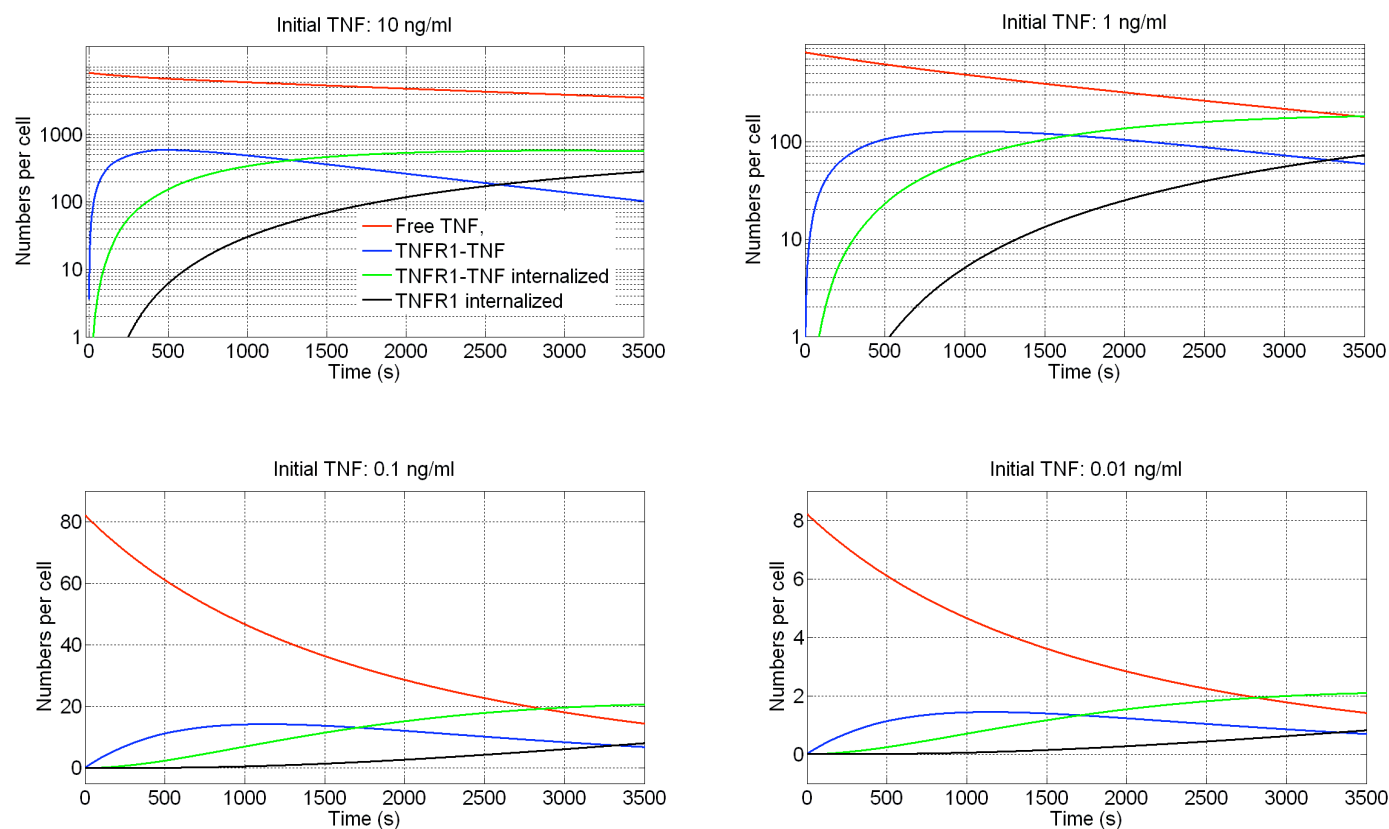 Initial TNF: 10 ng/ml
Numbers per cell
1000
100
10
1
Free TNF,
TNFR1-TNF
TNFR1-TNF internalized
TNFR1 internalized
0 500 1000 1500 2000 2500 3000 3500
Time (s)
Initial TNF: 1 ng/ml
Numbers per cell
100
10
1
0 500 1000 1500 2000 2500 3000 3500
Time (s)
Initial TNF: 0.1 ng/ml
Numbers per cell
80
60
40
20
0
0 500 1000 1500 2000 2500 3000 3500
Time (s)
Initial TNF: 0.01 ng/ml
Numbers per cell
8
6
4
2
0
0 500 1000 1500 2000 2500 3000 3500
Time (s)